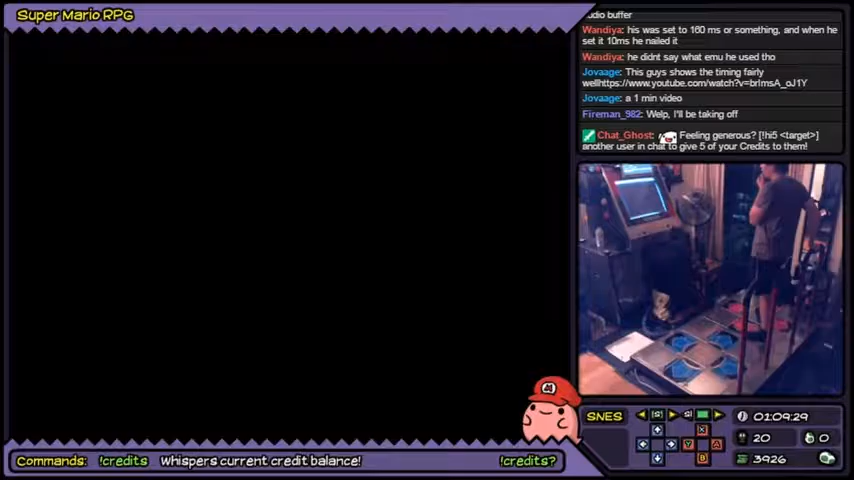 Super Mario RPG
udio buffer
Wandiya: his was set to 160 ms or something, and when he
set it 10ms he nailed it
Wandiya: he didnt say what emu he used tho
Jovaage: This guys shows the timing fairly
wellhttps://www.youtube.com/watch?v=brImsA_oJ1Y
Jovaage: a 1 min video
Fireman_982: Welp, I'll be taking off
Chat_Ghost: Feeling generous? [!hi5 <target>]
another user in chat to give 5 of your Credits to them!
M
SNES
X
Y
A
B
01:09:29
20
0
3926
Commands: !credits Whispers current credit balance! !credits?